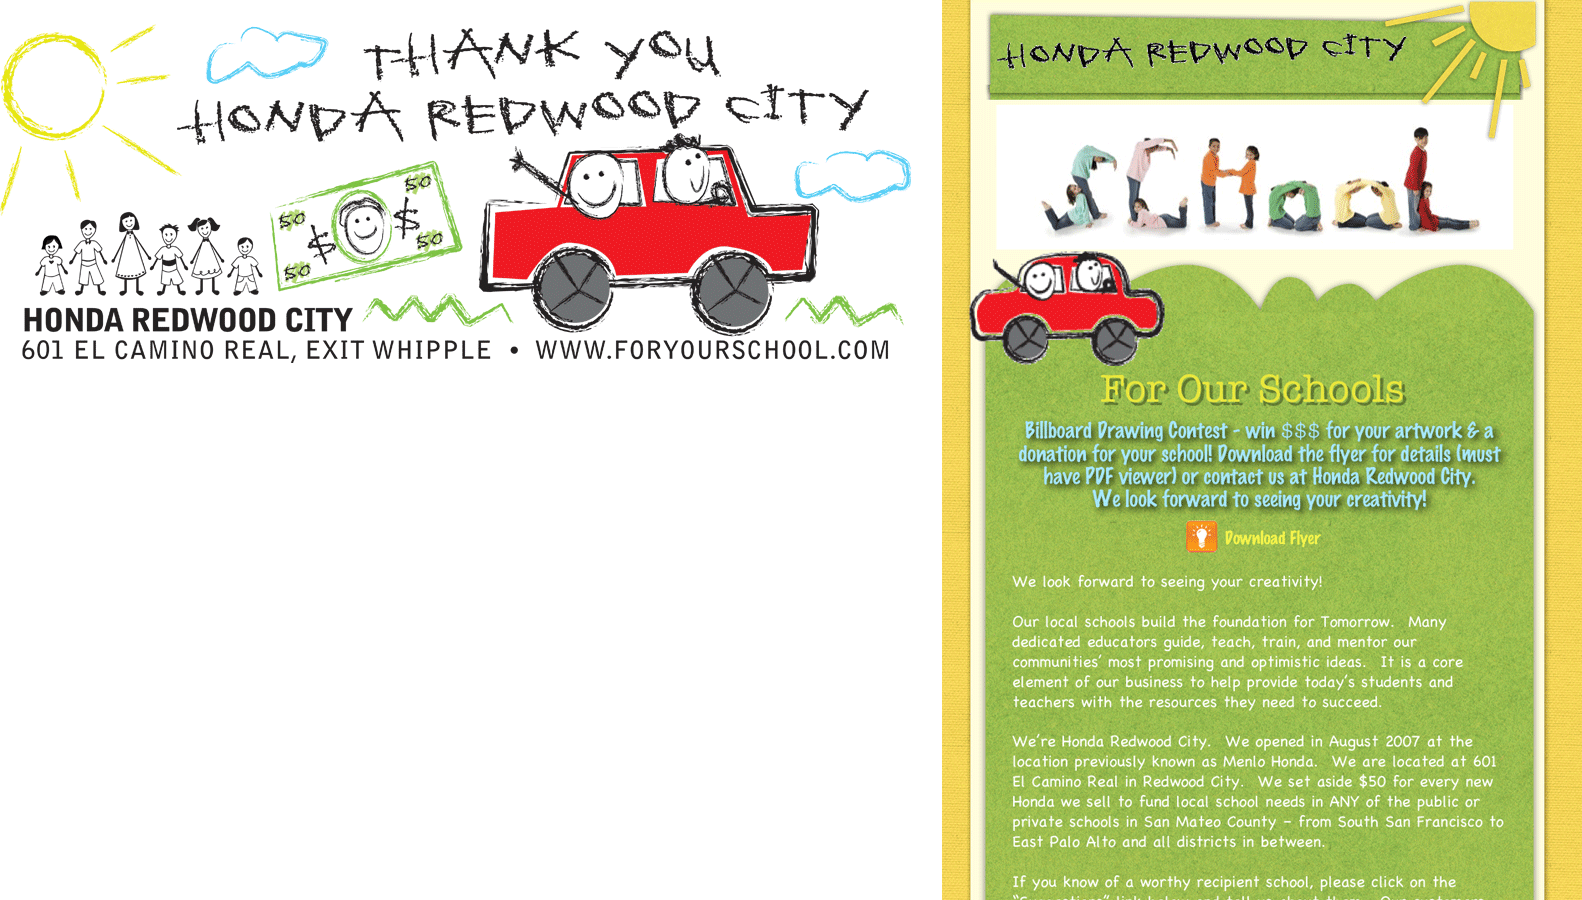 THANK YOU
HONDA REDWOOD CITY
50
50
$
$
50
50
HONDA REDWOOD CITY
601 EL CAMINO REAL, EXIT WHIPPLE • WWW.FORYOURSCHOOL.COM
HONDA REDWOOD CITY
SCHool
For Our Schools
Billboard Drawing Contest - win $$$ for your artwork & a
donation for your school! Download the flyer for details (must
have PDF viewer) or contact us at Honda Redwood City.
We look forward to seeing your creativity!
Download Flyer
We look forward to seeing your creativity!
Our local schools build the foundation for Tomorrow. Many
dedicated educators guide, teach, train, and mentor our
communities' most promising and optimistic ideas. It is a core
element of our business to help provide today's students and
teachers with the resources they need to succeed.
We're Honda Redwood City. We opened in August 2007 at the
location previously known as Menlo Honda. We are located at 601
El Camino Real in Redwood City. We set aside $50 for every new
Honda we sell to fund local school needs in ANY of the public or
private schools in San Mateo County – from South San Francisco to
East Palo Alto and all districts in between.
If you know of a worthy recipient school, please click on the